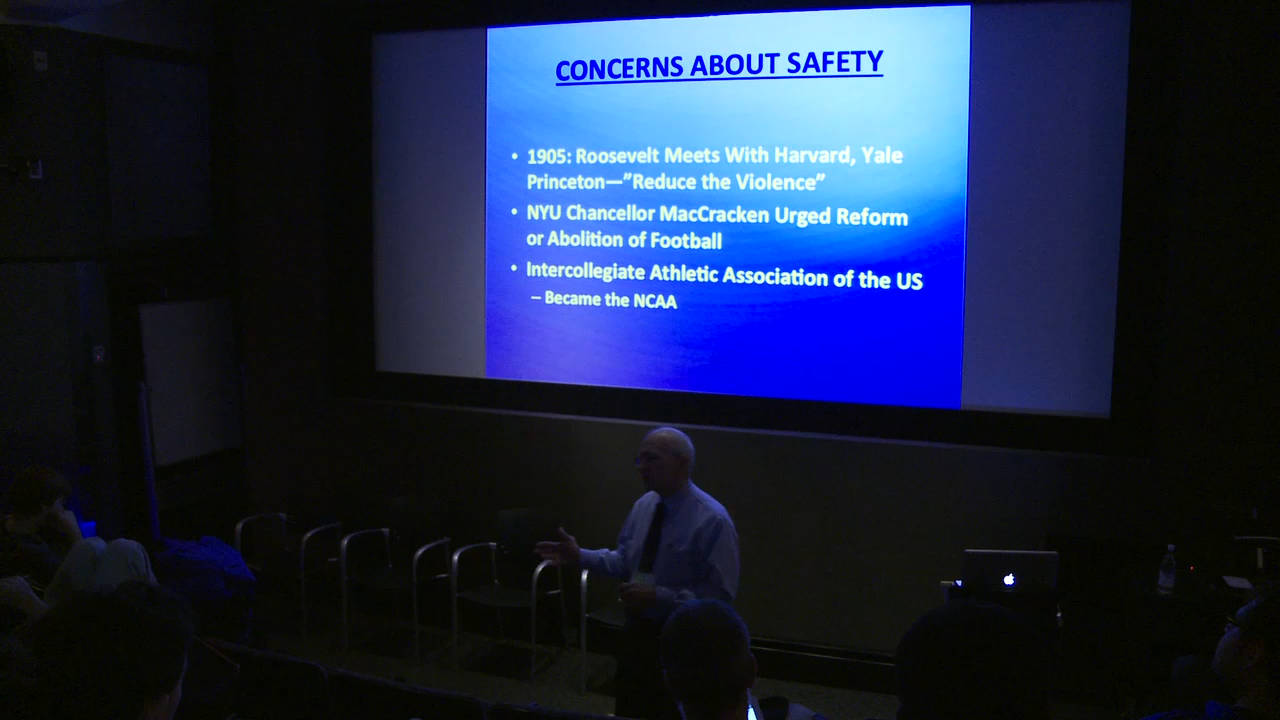 CONCERNS ABOUT SAFETY
• 1905: Roosevelt Meets With Harvard, Yale
Princeton—”Reduce the Violence”
• NYU Chancellor MacCracken Urged Reform
or Abolition of Football
• Intercollegiate Athletic Association of the US
– Became the NCAA